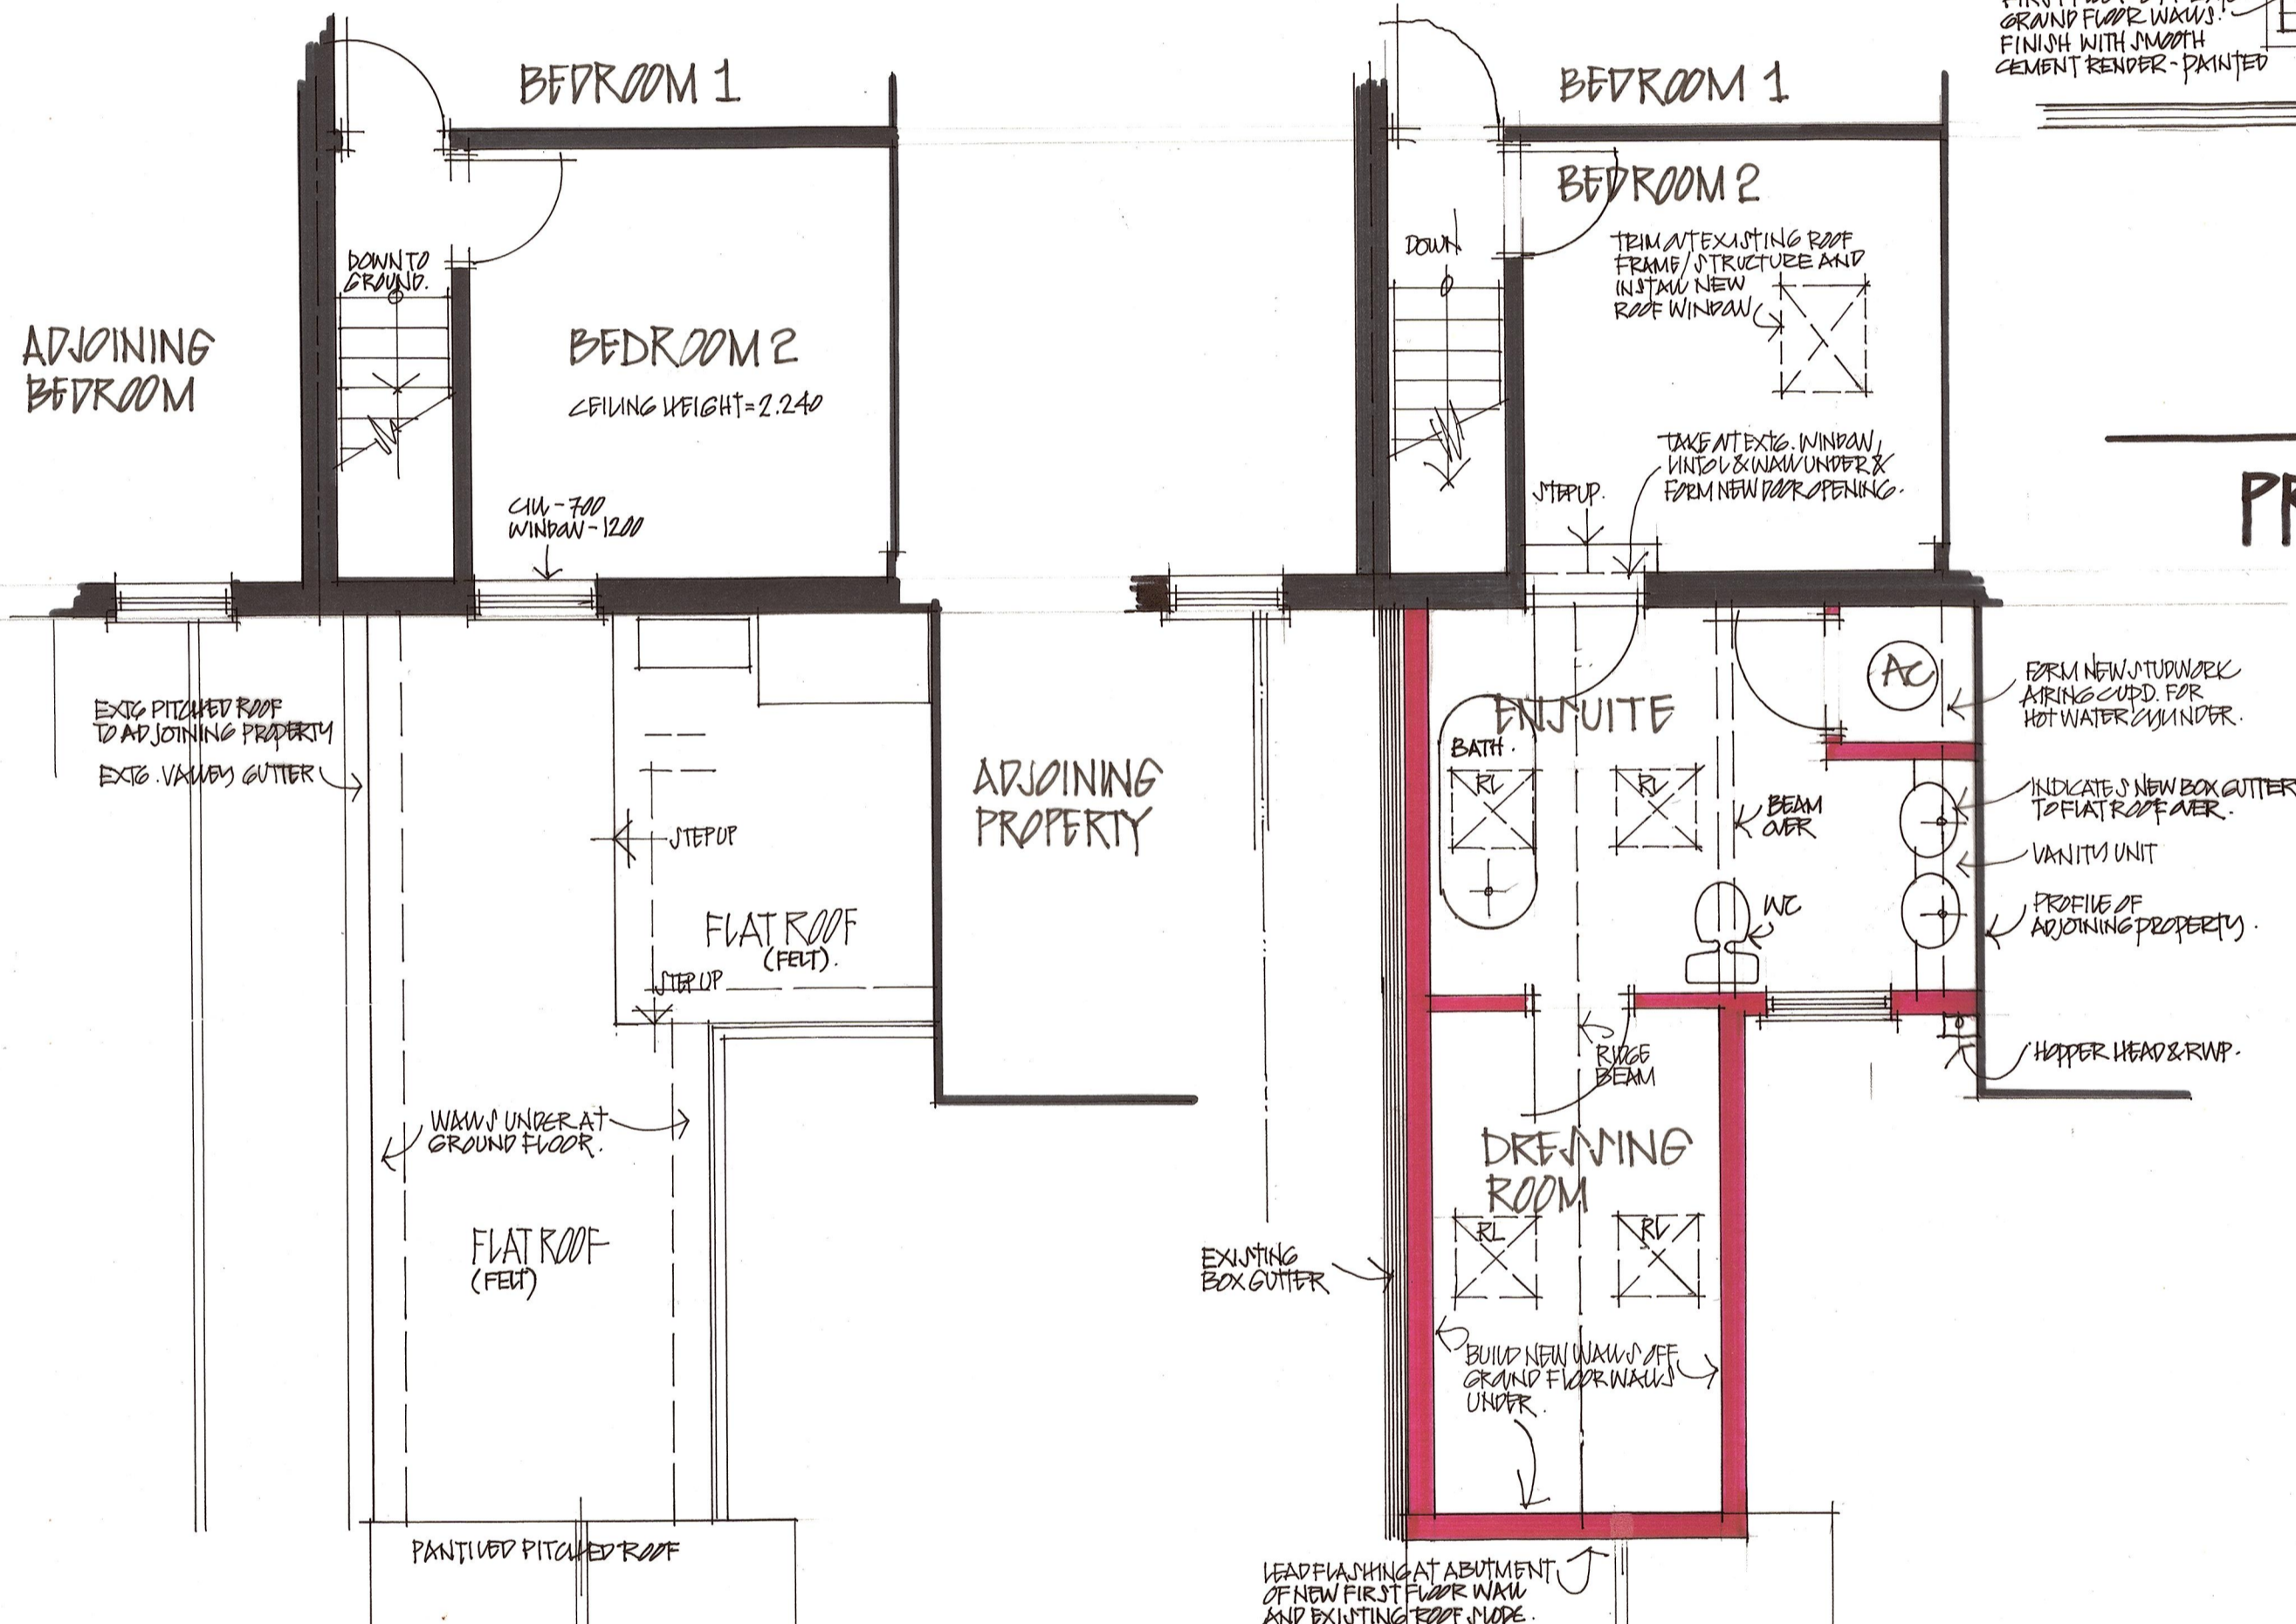 BEDROOM 1
DOWN TO
GROUND.
ADJOINING
BEDROOM
BEDROOM 2
CEILING HEIGHT=2.240
CILL-700
WINDOW-1200
EXTG PITCHED ROOF
TO ADJOINING PROPERTY
EXTG. VALLEY GUTTER
STEP UP
FLAT ROOF
(FELT).
STEP UP
ADJOINING
PROPERTY
WALLS UNDER AT
GROUND FLOOR.
FLAT ROOF
(FELT)
PANTILED PITCHED ROOF
BEDROOM 1
BEDROOM 2
DOWN
TRIM OUT EXISTING ROOF
FRAME/STRUCTURE AND
INSTALL NEW
ROOF WINDOW
TAKE OUT EXTG. WINDOW,
LINTOL & WALL UNDER &
FORM NEW DOOR OPENING.
STEP UP.
ENSUITE
BATH.
RL
RL
BEAM
OVER
WC
AC
FORM NEW STUDWORK
AIRING CUPD. FOR
HOT WATER CYLINDER.
INDICATES NEW BOX GUTTER
TO FLAT ROOF OVER.
VANITY UNIT
PROFILE OF
ADJOINING PROPERTY.
HOPPER HEAD & RWP.
RIDGE
BEAM
DRESSING
ROOM
RL
RL
EXISTING
BOX GUTTER
BUILD NEW WALLS OFF
GROUND FLOOR WALLS
UNDER.
LEAD FLASHING AT ABUTMENT
OF NEW FIRST FLOOR WALL
AND EXISTING ROOF SLOPE.
GROUND FLOOR WALLS.
FINISH WITH SMOOTH
CEMENT RENDER-PAINTED
PR